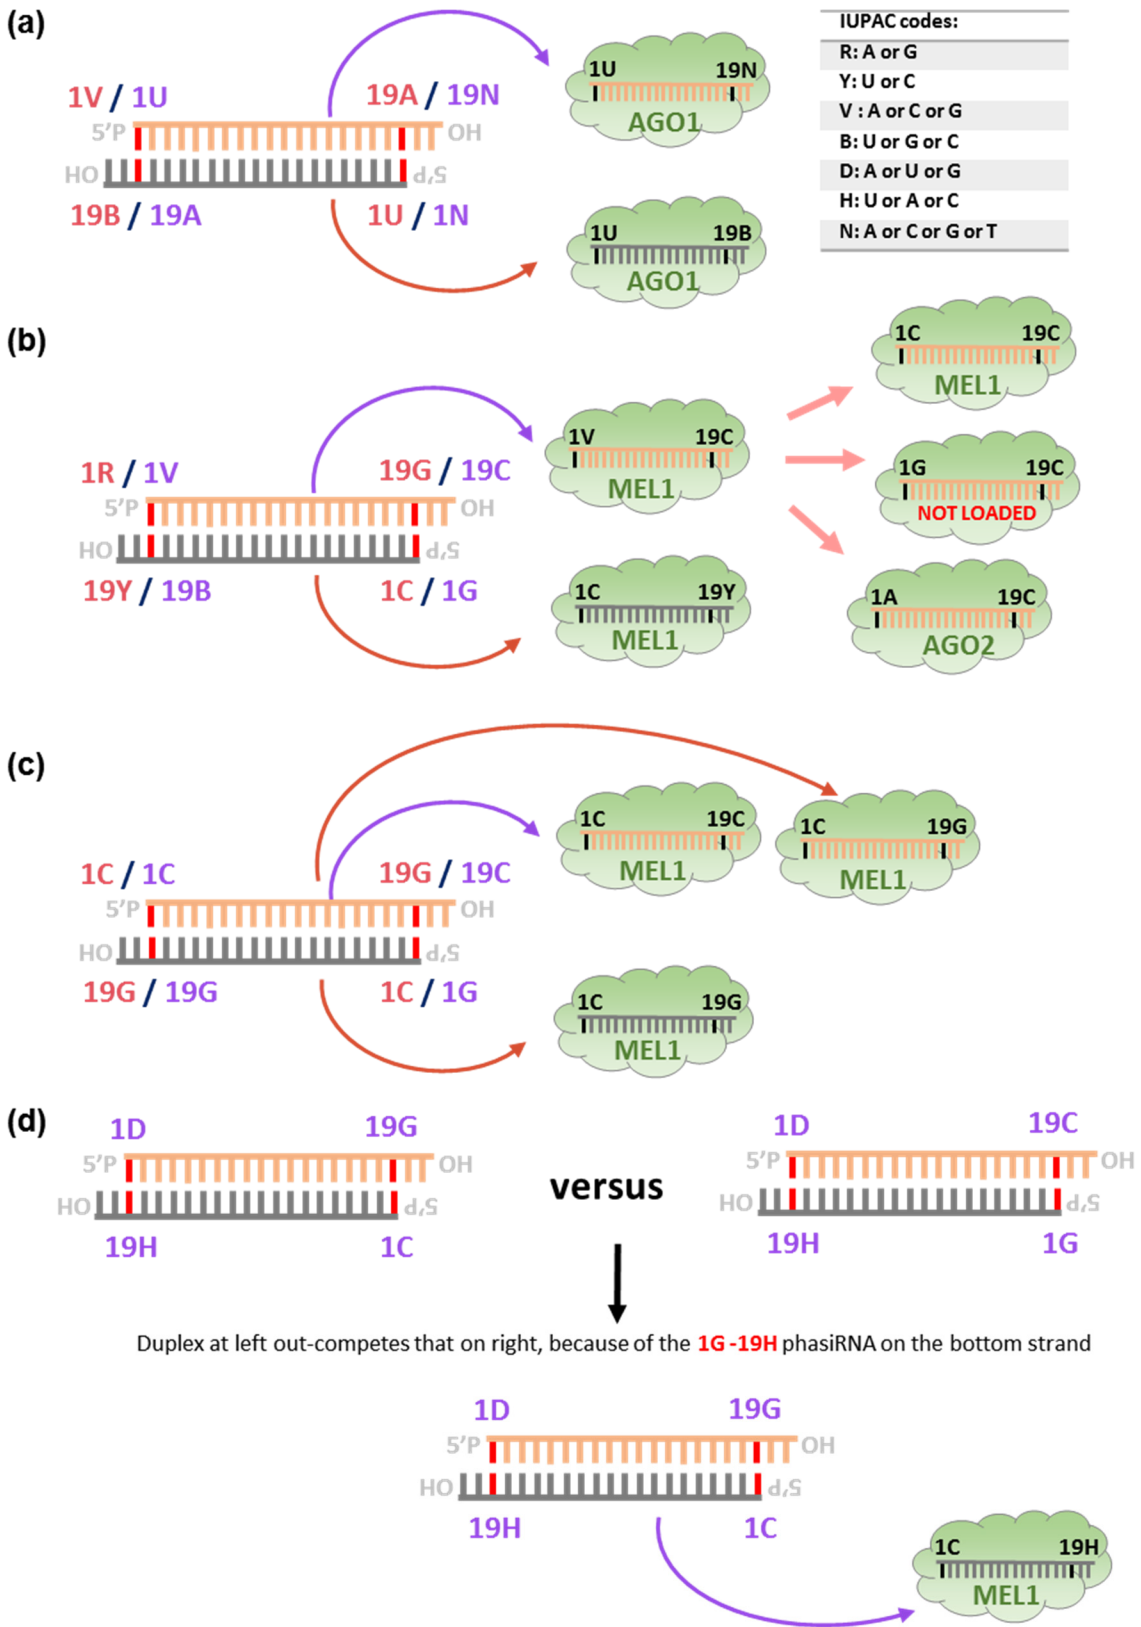 (a)
IUPAC codes:
R: A or G
Y: U or C
V : A or C or G
B: U or G or C
D: A or U or G
H: U or A or C
N: A or C or G or T
1V / 1U
19A / 19N
5'P
OH
HO
5'P
19B / 19A
1U / 1N
1U
19N
AGO1
1U
19B
AGO1
(b)
1R / 1V
19G / 19C
5'P
OH
HO
5'P
19Y / 19B
1C / 1G
1V
19C
MEL1
1C
19Y
MEL1
1C
19C
MEL1
1G
19C
NOT LOADED
1A
19C
AGO2
(c)
1C / 1C
19G / 19C
5'P
OH
HO
5'P
19G / 19G
1C / 1G
1C
19C
MEL1
1C
19G
MEL1
1C
19G
MEL1
(d)
1D
19G
5'P
OH
HO
5'P
19H
1C
versus
1D
19C
5'P
OH
HO
5'P
19H
1G
Duplex at left out-competes that on right, because of the 1G -19H phasiRNA on the bottom strand
1D
19G
5'P
OH
HO
5'P
19H
1C
1C
19H
MEL1